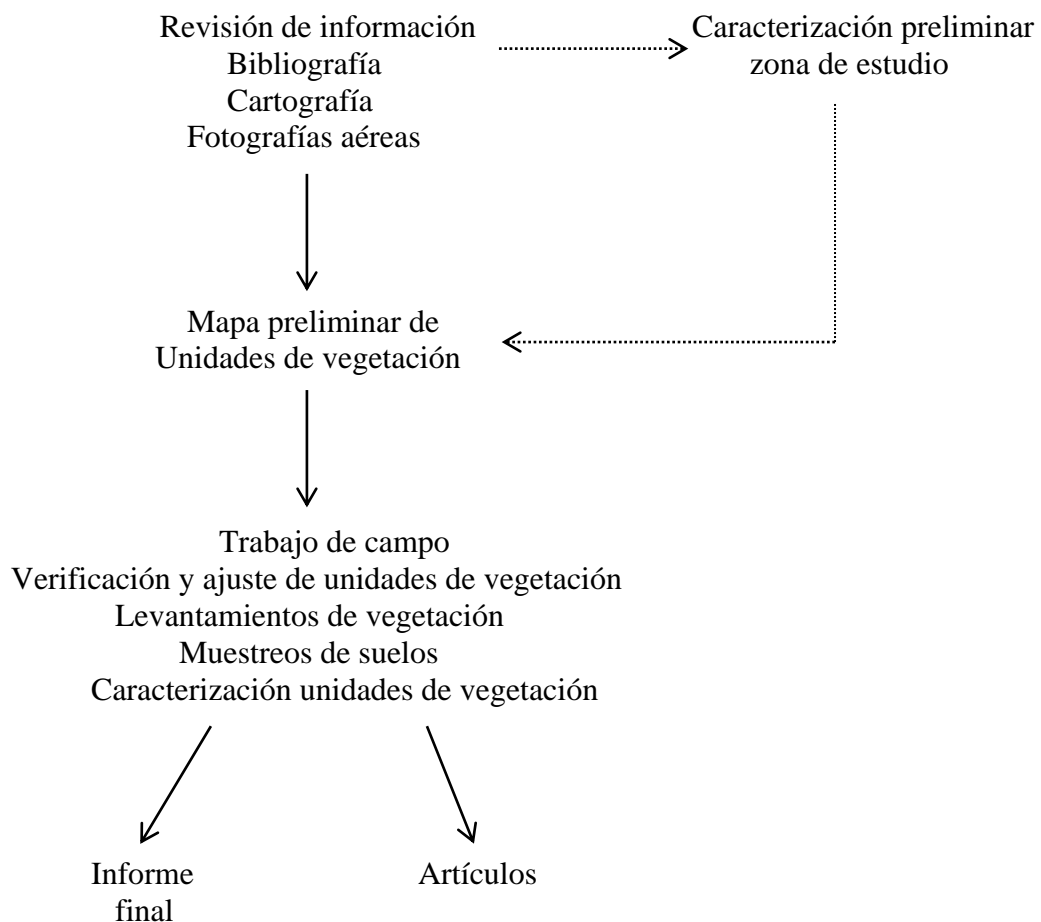 Revisión de información
Bibliografía
Cartografía
Fotografías aéreas
Caracterización preliminar
zona de estudio
Mapa preliminar de
Unidades de vegetación
Trabajo de campo
Verificación y ajuste de unidades de vegetación
Levantamientos de vegetación
Muestreos de suelos
Caracterización unidades de vegetación
Informe
final
Artículos